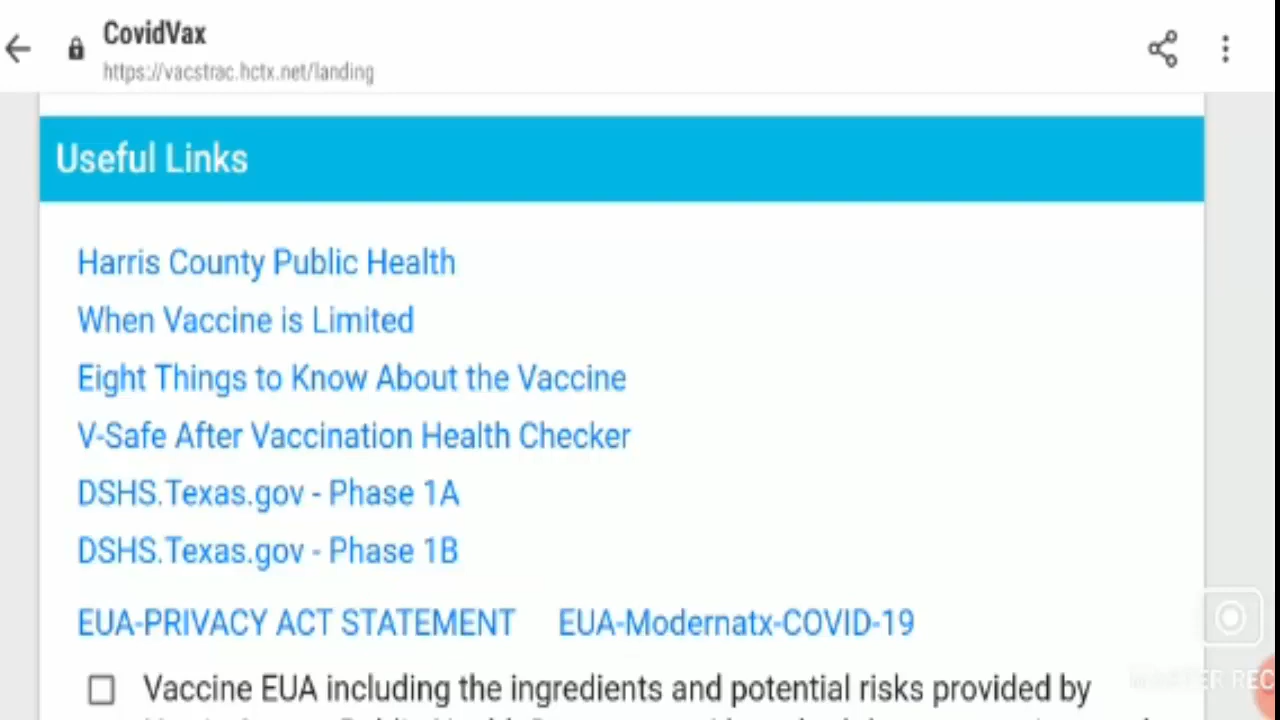 CovidVax
https://vacstrac.hctx.net/landing
Useful Links
Harris County Public Health
When Vaccine is Limited
Eight Things to Know About the Vaccine
V-Safe After Vaccination Health Checker
DSHS.Texas.gov - Phase 1A
DSHS.Texas.gov - Phase 1B
EUA-PRIVACY ACT STATEMENT EUA-Modernatx-COVID-19
Vaccine EUA including the ingredients and potential risks provided by
REC